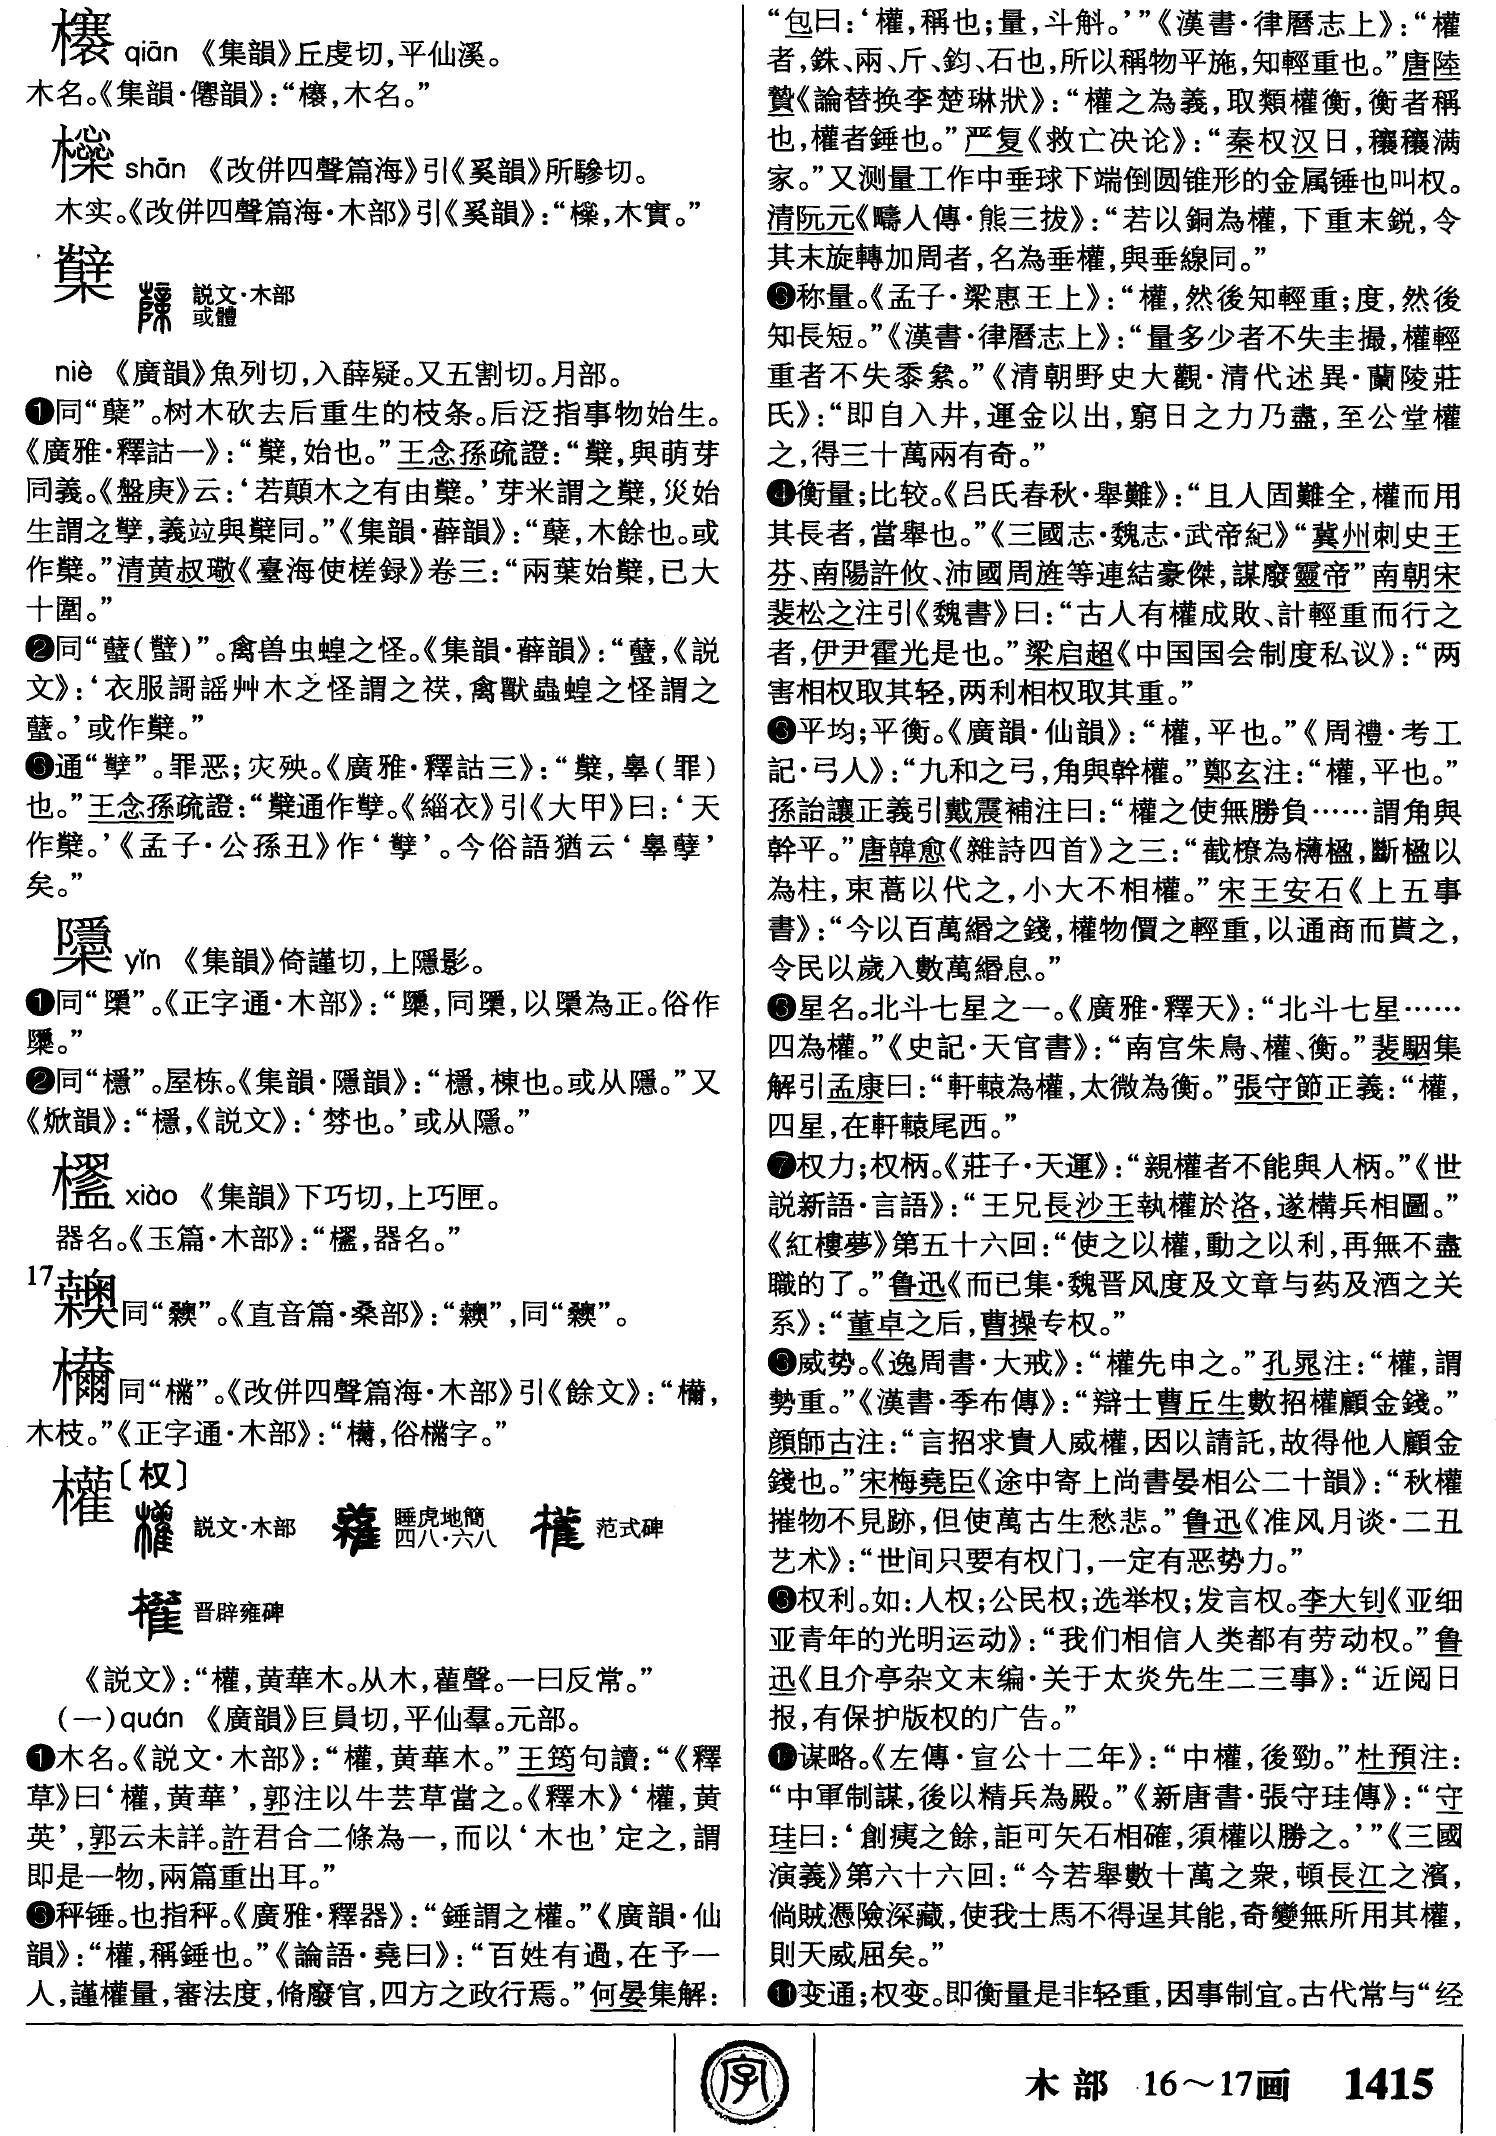 qiān 《集韻》丘虔切，平仙溪。
木名。《集韻·僊韻》：“櫏，木名。”
shān 《改併四聲篇海》引《奚韻》所驂切。
木实。《改併四聲篇海·木部》引《奚韻》：“，木實。”
櫱 説文·木部
或體
niè 《廣韻》魚列切，入薛疑。又五割切。月部。
❶同“蘖”。树木砍去后重生的枝条。后泛指事物始生。
《廣雅·釋詁一》：“櫱，始也。”王念孫疏證：“櫱，與萌芽
同義。《盤庚》云：‘若顛木之有由櫱。’芽米謂之櫱，災始
生謂之孼，義竝與櫱同。”《集韻·薛韻》：“蘖，木餘也。或
作櫱。”清黄叔璥《臺海使槎録》卷三：“兩葉始櫱，已大
十圍。”
❷同“蠥(𧕎)”。禽兽虫蝗之怪。《集韻·薛韻》：“蠥，《説
文》：‘衣服謌謡艸木之怪謂之䄏，禽獸蟲蝗之怪謂之
蠥。’或作櫱。”
❸通“孼”。罪恶；灾殃。《廣雅·釋詁三》：“櫱，辠(罪)
也。”王念孫疏證：“櫱通作孼。《緇衣》引《大甲》曰：‘天
作櫱。’《孟子·公孫丑》作‘孼’。今俗語猶云‘辠孽’
矣。”
yǐn 《集韻》倚謹切，上隱影。
❶同“檃”。《正字通·木部》：“，同檃，以檃為正。俗作
。”
❷同“檼”。屋栋。《集韻·隱韻》：“檼，棟也。或从隱。”又
《焮韻》：“檼，《説文》：‘棼也。’或从隱。”
xiào 《集韻》下巧切，上巧匣。
器名。《玉篇·木部》：“，器名。”
17 同“”。《直音篇·桑部》：“”，同“”。
同“”。《改併四聲篇海·木部》引《餘文》：“，
木枝。”《正字通·木部》：“，俗字。”
權〔权〕
説文·木部 睡虎地簡
四八·六八 范式碑
晋辟雍碑
《説文》：“權，黄華木。从木，雚聲。一曰反常。”
(一)quán 《廣韻》巨員切，平仙羣。元部。
❶木名。《説文·木部》：“權，黄華木。”王筠句讀：“《釋
草》曰‘權，黄華’，郭注以牛芸草當之。《釋木》‘權，黄
英’，郭云未詳。許君合二條為一，而以‘木也’定之，謂
即是一物，兩篇重出耳。”
❷秤锤。也指秤。《廣雅·釋器》：“錘謂之權。”《廣韻·仙
韻》：“權，稱錘也。”《論語·堯曰》：“百姓有過，在予一
人，謹權量，審法度，脩廢官，四方之政行焉。”何晏集解：
“包曰：‘權，稱也；量，斗斛。’”《漢書·律曆志上》：“權
者，銖、兩、斤、鈞、石也，所以稱物平施，知輕重也。”唐陸
贄《論替换李楚琳狀》：“權之為義，取類權衡，衡者稱
也，權者錘也。”严复《救亡决论》：“秦权汉日，穰穰满
家。”又测量工作中垂球下端倒圆锥形的金属锤也叫权。
清阮元《疇人傳·熊三拔》：“若以銅為權，下重末鋭，令
其末旋轉加周者，名為垂權，與垂線同。”
❸称量。《孟子·梁惠王上》：“權，然後知輕重；度，然後
知長短。”《漢書·律曆志上》：“量多少者不失圭撮，權輕
重者不失黍絫。”《清朝野史大觀·清代述異·蘭陵莊
氏》：“即自入井，運金以出，窮日之力乃盡，至公堂權
之，得三十萬兩有奇。”
❹衡量；比较。《吕氏春秋·舉難》：“且人固難全，權而用
其長者，當舉也。”《三國志·魏志·武帝紀》“冀州刺史王
芬、南陽許攸、沛國周旌等連結豪傑，謀廢靈帝”南朝宋
裴松之注引《魏書》曰：“古人有權成敗、計輕重而行之
者，伊尹霍光是也。”梁启超《中国国会制度私议》：“两
害相权取其轻，两利相权取其重。”
❺平均；平衡。《廣韻·仙韻》：“權，平也。”《周禮·考工
記·弓人》：“九和之弓，角與幹權。”鄭玄注：“權，平也。”
孫詒讓正義引戴震補注曰：“權之使無勝負……謂角與
幹平。”唐韓愈《雜詩四首》之三：“截橑為欂櫨，斷楹以
為柱，束蒿以代之，小大不相權。”宋王安石《上五事
書》：“今以百萬緡之錢，權物價之輕重，以通商而貰之，
令民以歲入數萬緡息。”
❻星名。北斗七星之一。《廣雅·釋天》：“北斗七星……
四為權。”《史記·天官書》：“南宫朱鳥、權、衡。”裴駰集
解引孟康曰：“軒轅為權，太微為衡。”張守節正義：“權，
四星，在軒轅尾西。”
❼权力；权柄。《莊子·天運》：“親權者不能與人柄。”《世
説新語·言語》：“王兄長沙王執權於洛，遂構兵相圖。”
《紅樓夢》第五十六回：“使之以權，動之以利，再無不盡
職的了。”鲁迅《而已集·魏晋风度及文章与药及酒之关
系》：“董卓之后，曹操专权。”
❽威势。《逸周書·大戒》：“權先申之。”孔晁注：“權，謂
勢重。”《漢書·季布傳》：“辯士曹丘生數招權顧金錢。”
顔師古注：“言招求貴人威權，因以請託，故得他人顧金
錢也。”宋梅堯臣《途中寄上尚書晏相公二十韻》：“秋權
摧物不見跡，但使萬古生愁悲。”鲁迅《准风月谈·二丑
艺术》：“世间只要有权门，一定有恶势力。”
❾权利。如：人权；公民权；选举权；发言权。李大钊《亚细
亚青年的光明运动》：“我们相信人类都有劳动权。”鲁
迅《且介亭杂文末编·关于太炎先生二三事》：“近阅日
报，有保护版权的广告。”
❿谋略。《左傳·宣公十二年》：“中權，後勁。”杜預注：
“中軍制謀，後以精兵為殿。”《新唐書·張守珪傳》：“守
珪曰：‘創痍之餘，詎可矢石相確，須權以勝之。’”《三國
演義》第六十六回：“今若舉數十萬之衆，頓長江之濱，
倘賊憑險深藏，使我士馬不得逞其能，奇變無所用其權，
則天威屈矣。”
⓫变通；权变。即衡量是非轻重，因事制宜。古代常与“经
字
木部 16～17画 1415